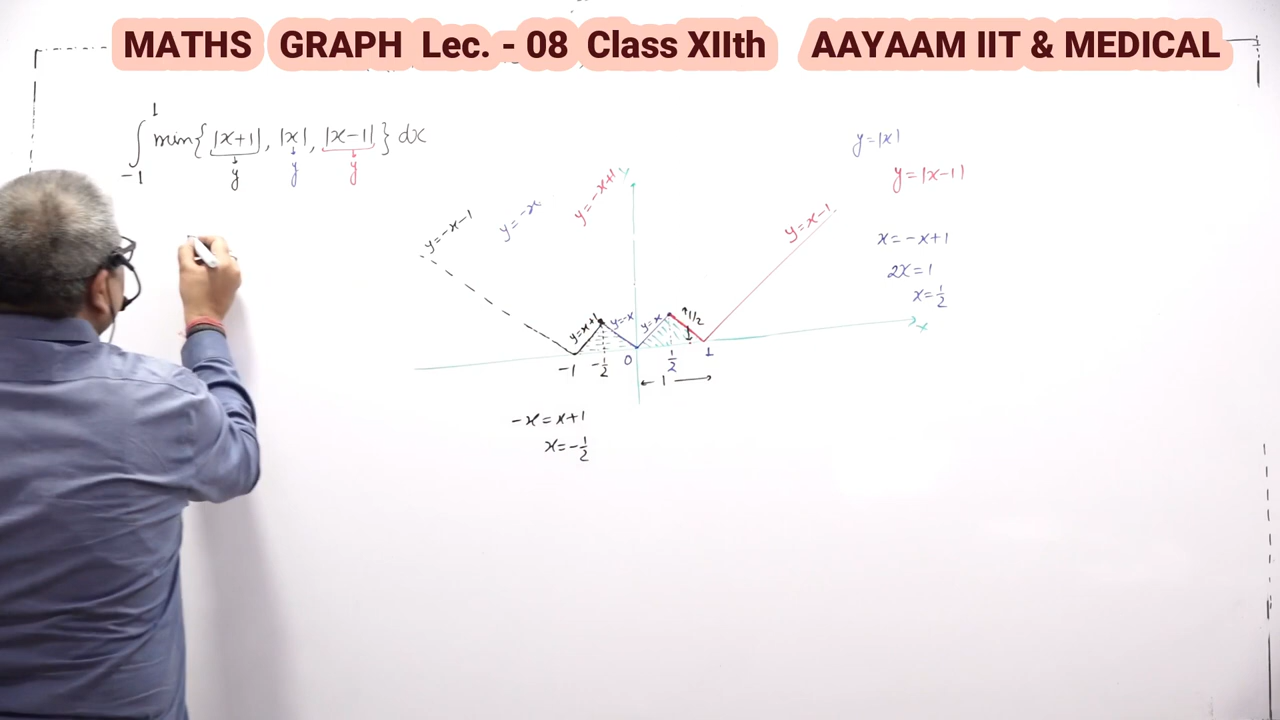 MATHS GRAPH Lec. - 08 Class XIIth AAYAAM IIT & MEDICAL
∫₋₁¹ min{|x+1|, |x|, |x-1|} dx
y y y
y=|x|
y=|x-1|
x=-x+1
2x=1
x=1/2
y=-x-1
y=-x
y=-x+1
Y
y=x-1
y=x+1
y=-x
y=x
1/2
x
-1
-1/2
0
1/2
1
1
-x=x+1
x=-1/2